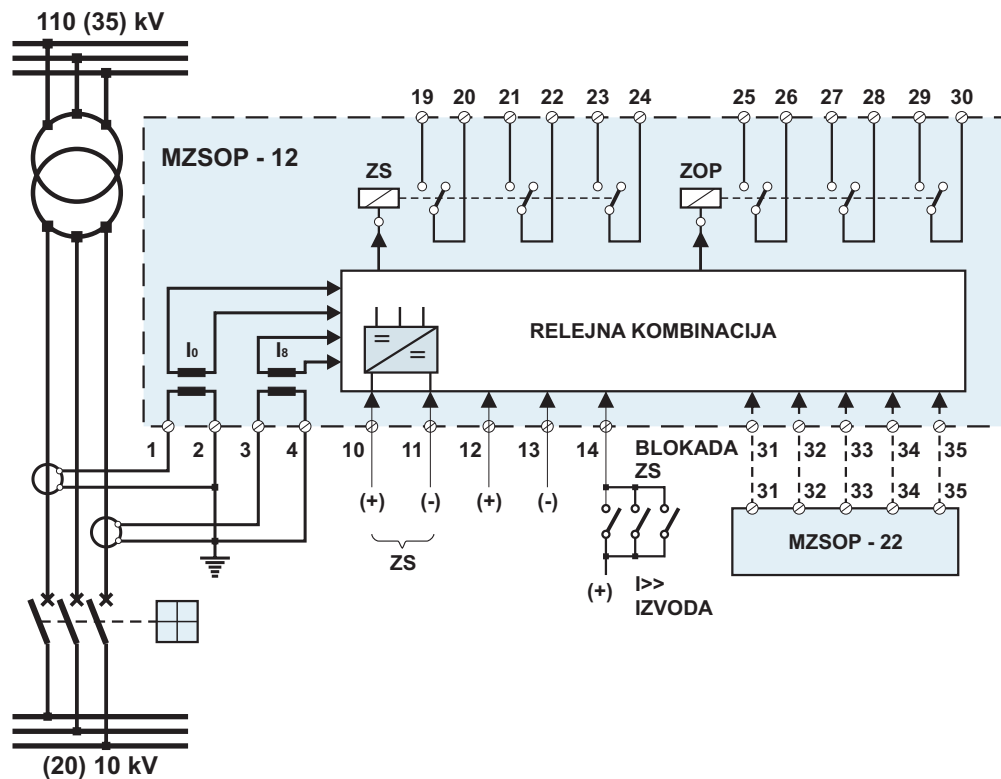 110 (35) kV
19 20 21 22 23 24 25 26 27 28 29 30
MZSOP - 12
ZS ZOP
RELEJNA KOMBINACIJA
I0 I8
1 2 3 4 10 11 12 13 14 BLOKADA ZS 31 32 33 34 35
31 32 33 34 35
(+) (-) (+) (-)
MZSOP - 22
ZS
(+) I>>
IZVODA
(20) 10 kV